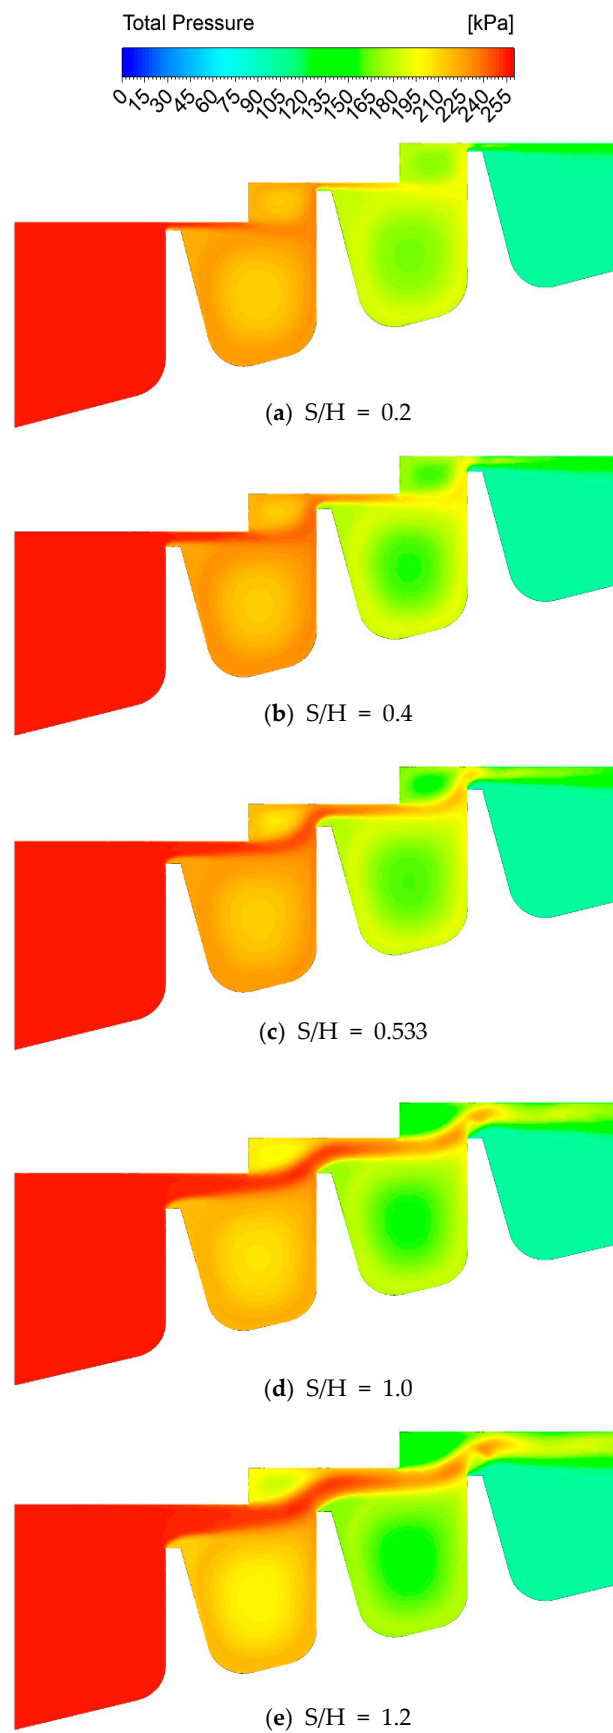 Total Pressure [kPa]
0 15 30 45 60 75 90 105 120 135 150 165 180 195 210 225 240 255
(a) S/H = 0.2
(b) S/H = 0.4
(c) S/H = 0.533
(d) S/H = 1.0
(e) S/H = 1.2